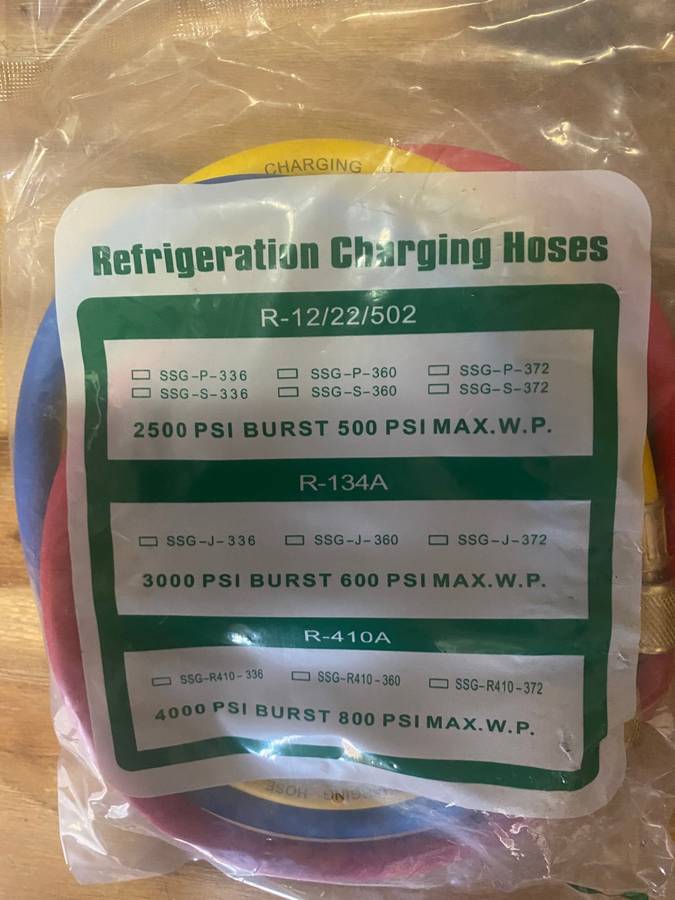 CHARGING
Refrigeration Charging Hoses
R-12/22/502
SSG-P-336 SSG-P-360 SSG-P-372
SSG-S-336 SSG-S-360 SSG-S-372
2500 PSI BURST 500 PSI MAX.W.P.
R-134A
SSG-J-336 SSG-J-360 SSG-J-372
3000 PSI BURST 600 PSI MAX.W.P.
R-410A
SSG-R410-336 SSG-R410-360 SSG-R410-372
4000 PSI BURST 800 PSI MAX.W.P.
HOSE